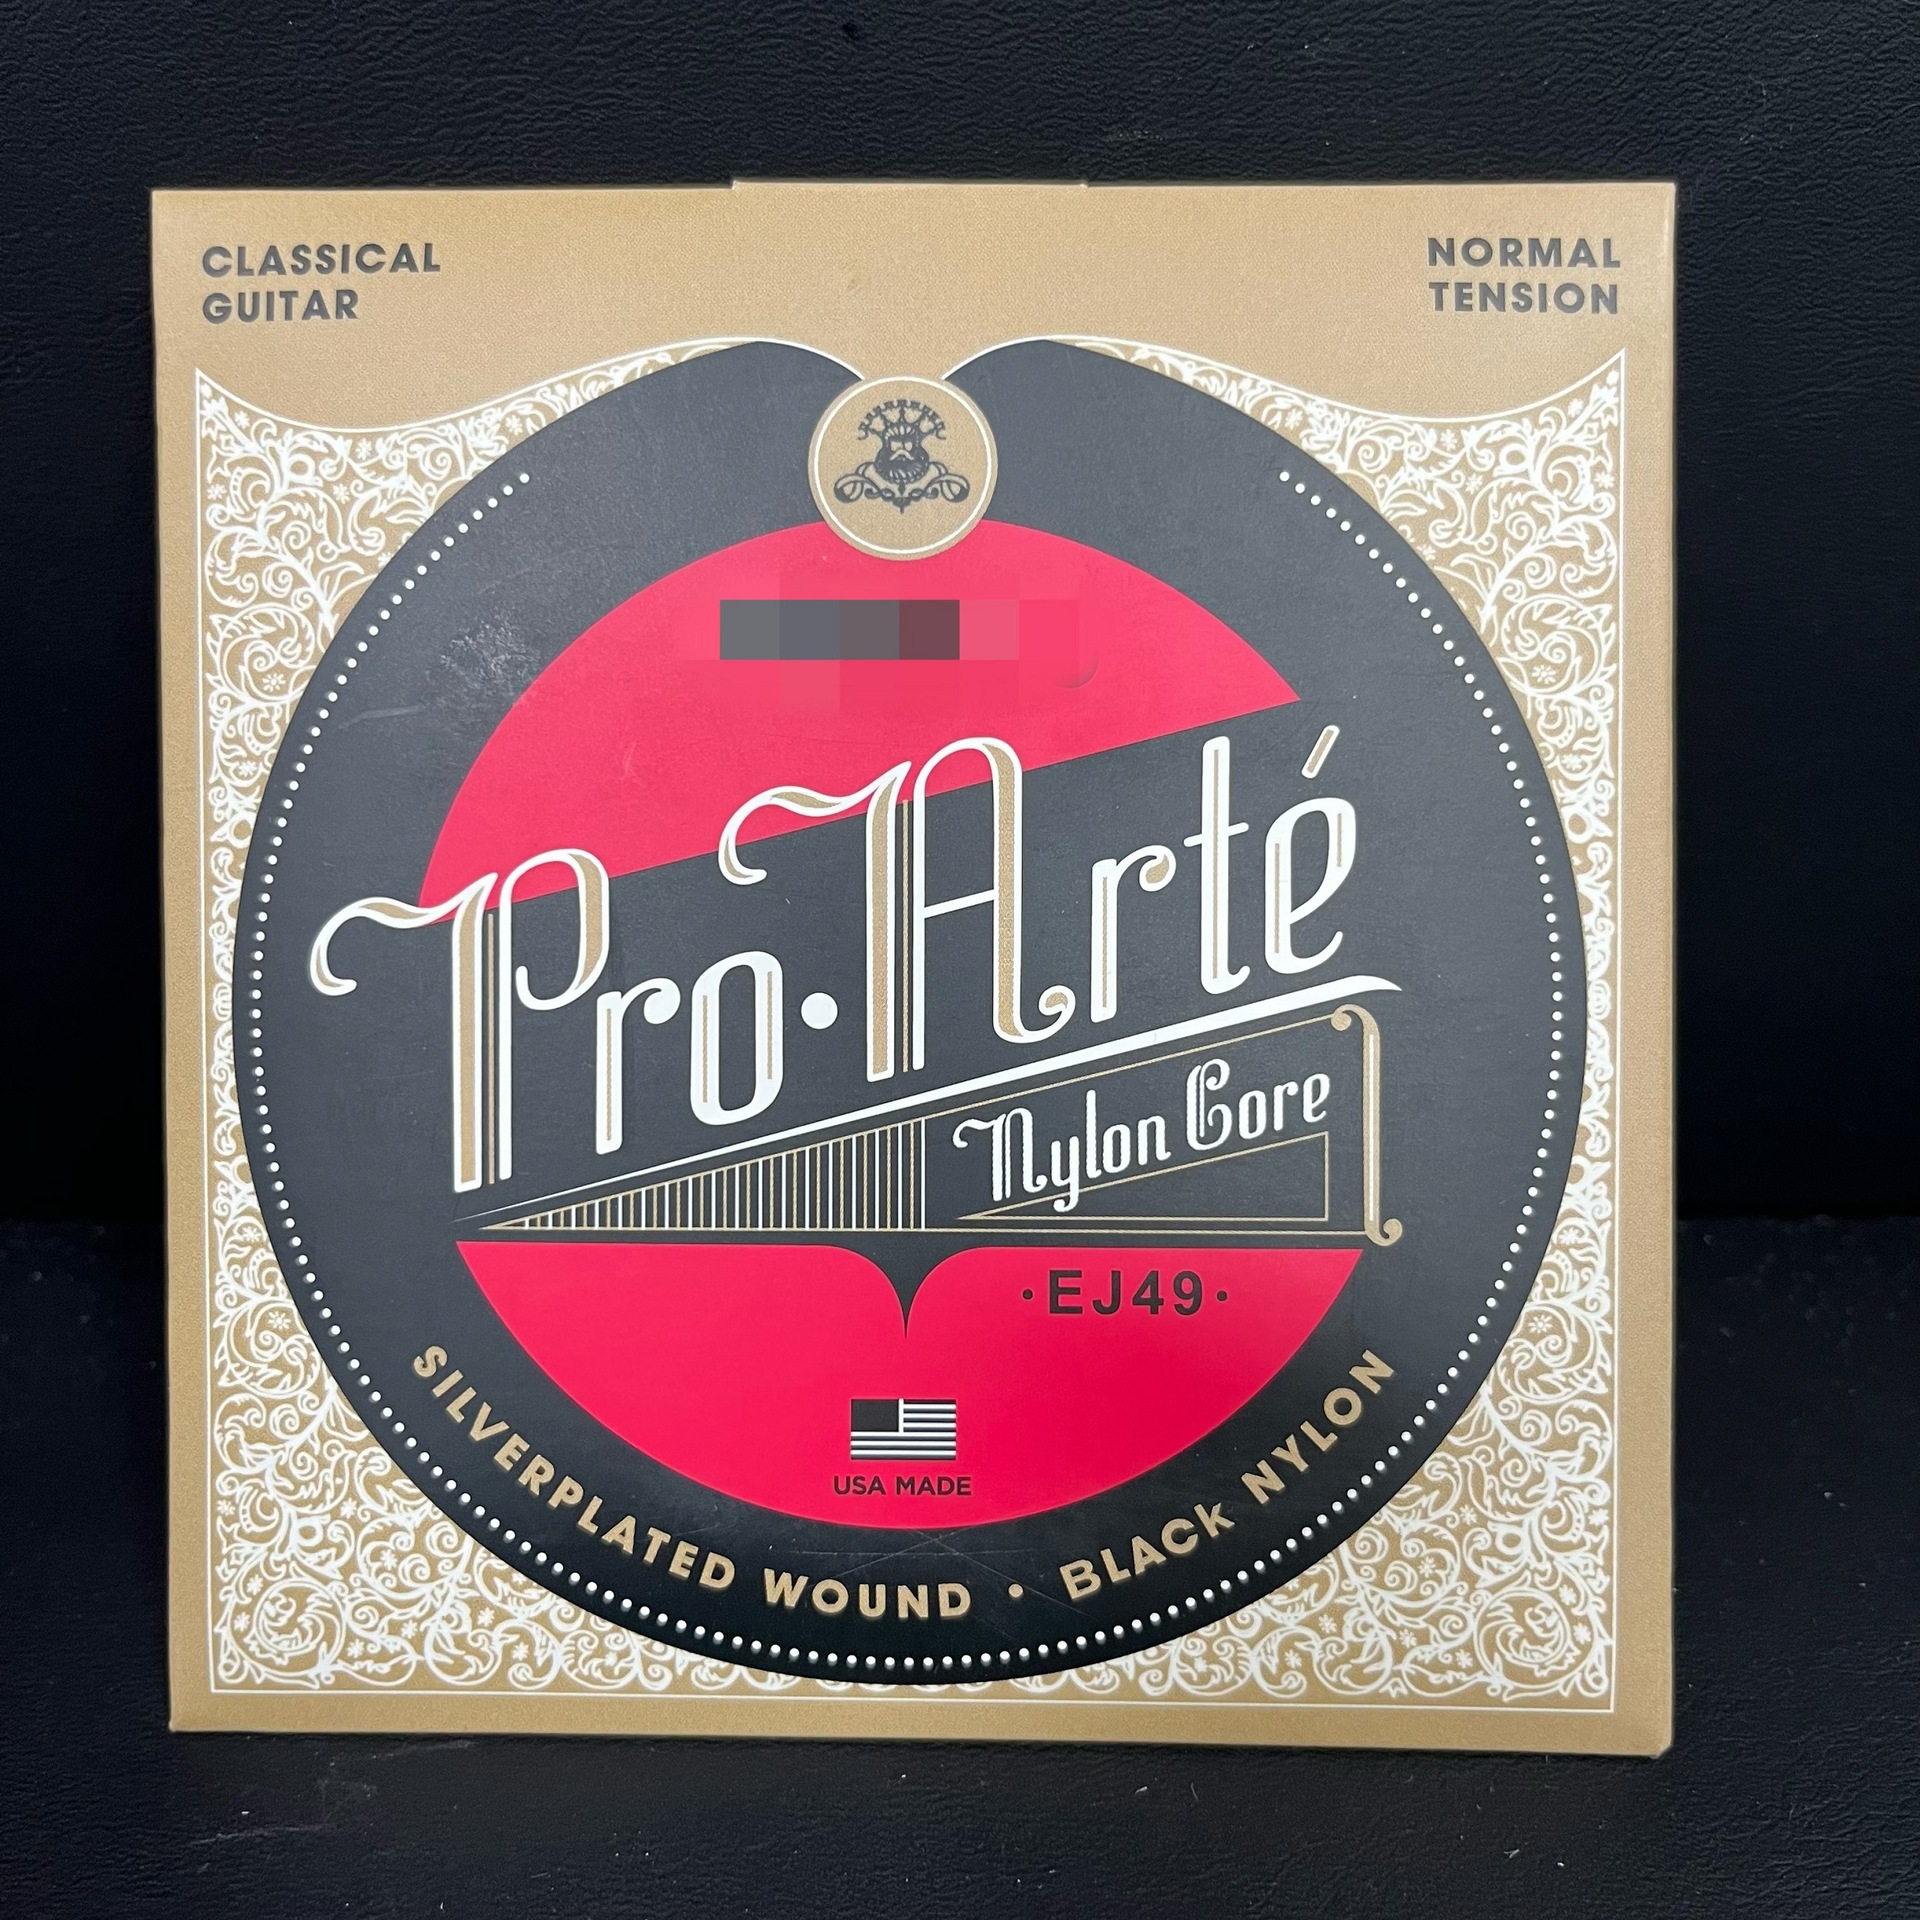 CLASSICAL
GUITAR
NORMAL
TENSION
Pro·Arté
Nylon Core
·EJ49·
USA MADE
SILVERPLATED WOUND • BLACK NYLON